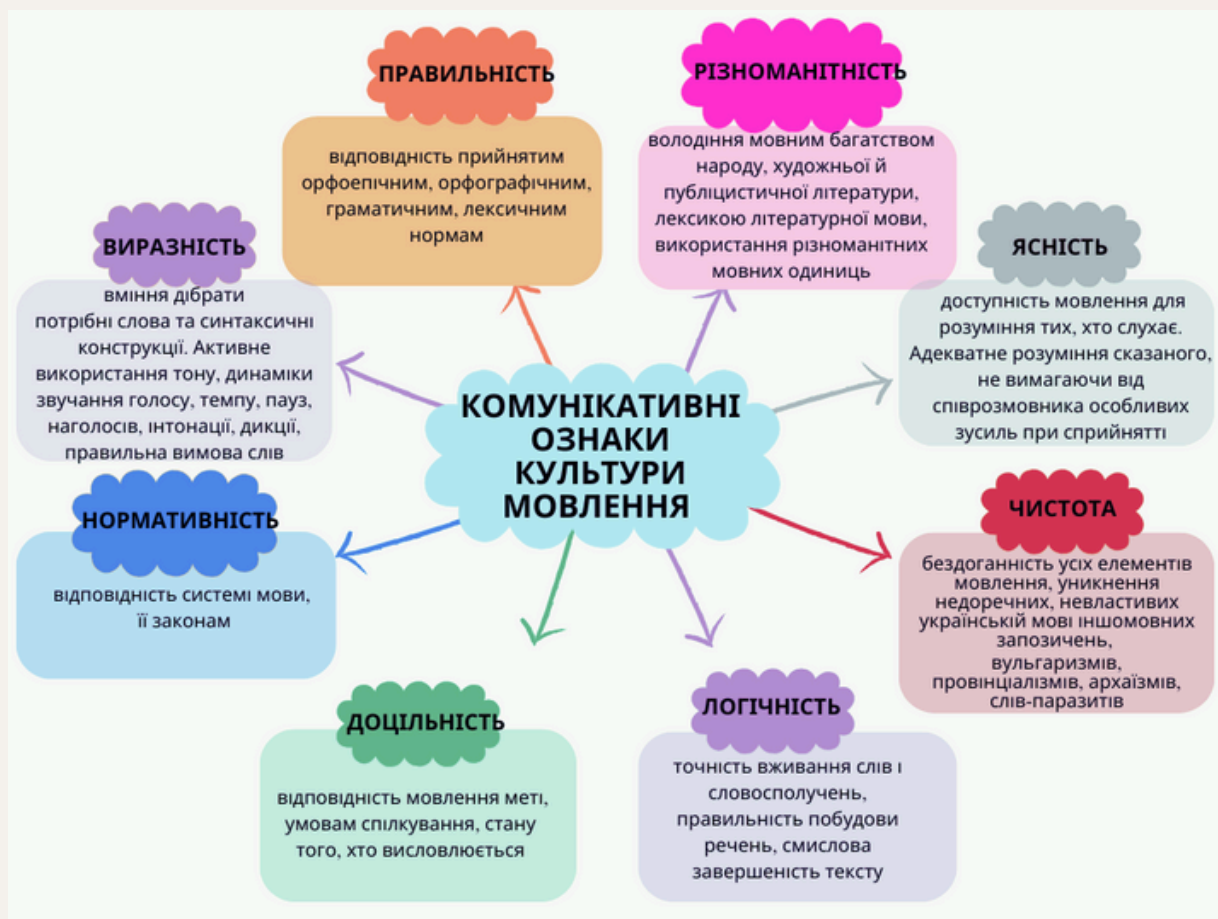 ПРАВИЛЬНІСТЬ
відповідність прийнятим
орфоепічним, орфографічним,
граматичним, лексичним
нормам
РІЗНОМАНІТНІСТЬ
володіння мовним багатством
народу, художньої й
публіцистичної літератури,
лексикою літературної мови,
використання різноманітних
мовних одиниць
ВИРАЗНІСТЬ
вміння дібрати
потрібні слова та синтаксичні
конструкції. Активне
використання тону, динаміки
звучання голосу, темпу, пауз,
наголосів, інтонації, дикції,
правильна вимова слів
ЯСНІСТЬ
доступність мовлення для
розуміння тих, хто слухає.
Адекватне розуміння сказаного,
не вимагаючи від
співрозмовника особливих
зусиль при сприйнятті
КОМУНІКАТИВНІ
ОЗНАКИ
КУЛЬТУРИ
МОВЛЕННЯ
НОРМАТИВНІСТЬ
відповідність системі мови,
її законам
ЧИСТОТА
бездоганність усіх елементів
мовлення, уникнення
недоречних, невластивих
українській мові іншомовних
запозичень,
вульгаризмів,
провінціалізмів, архаїзмів,
слів-паразитів
ДОЦІЛЬНІСТЬ
відповідність мовлення меті,
умовам спілкування, стану
того, хто висловлюється
ЛОГІЧНІСТЬ
точність вживання слів і
словосполучень,
правильність побудови
речень, смислова
завершеність тексту